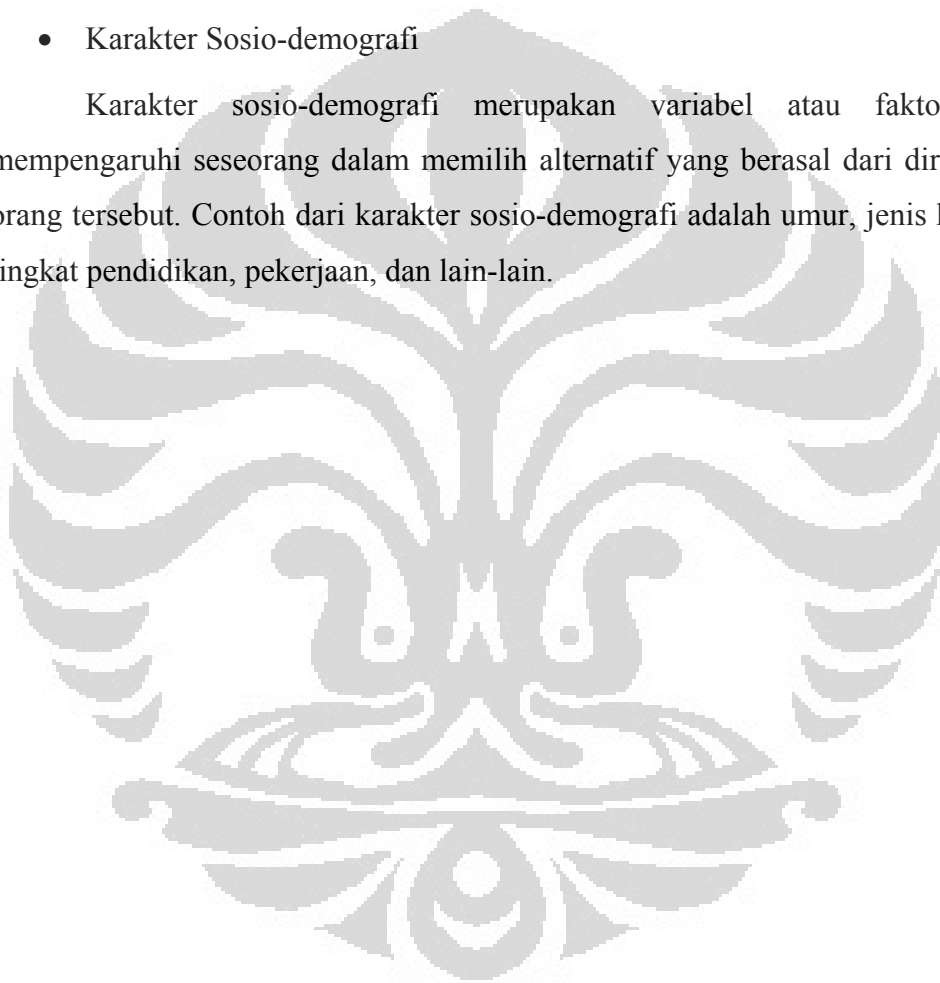 • Karakter Sosio-demografi
Karakter sosio-demografi merupakan variabel atau fakto
mempengaruhi seseorang dalam memilih alternatif yang berasal dari dir
orang tersebut. Contoh dari karakter sosio-demografi adalah umur, jenis
ingkat pendidikan, pekerjaan, dan lain-lain.